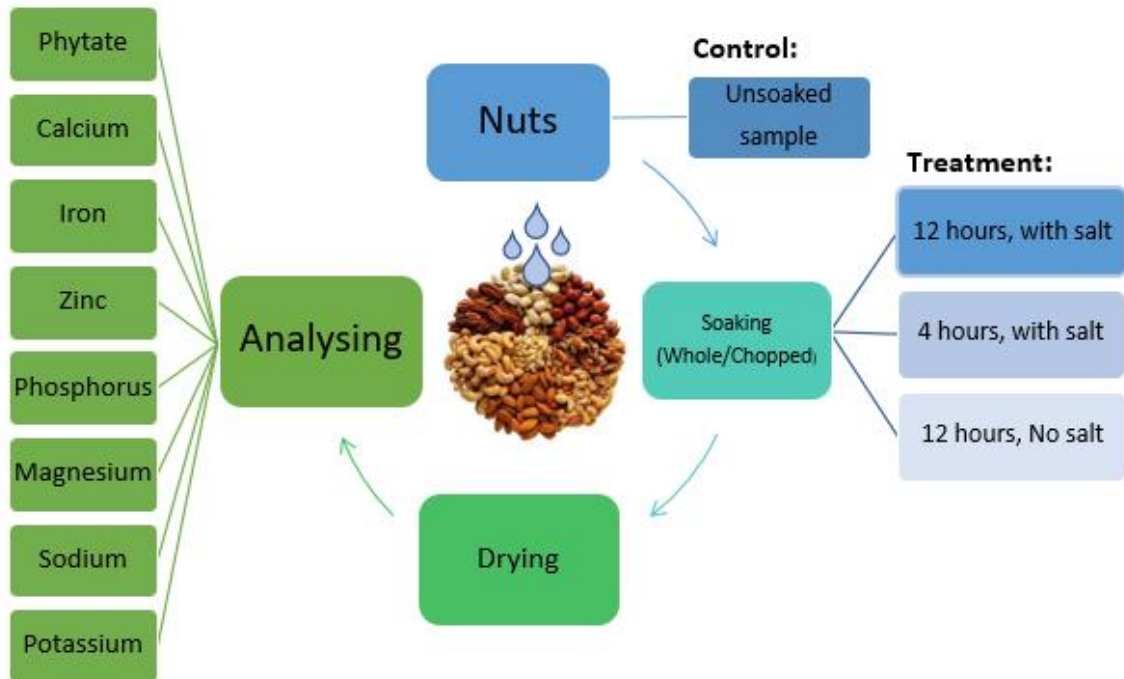 Phytate
Calcium
Iron
Zinc
Phosphorus
Magnesium
Sodium
Potassium
Analysing
Nuts
Control:
Unsoaked
sample
Treatment:
12 hours, with salt
4 hours, with salt
12 hours, No salt
Soaking
(Whole/Chopped)
Drying